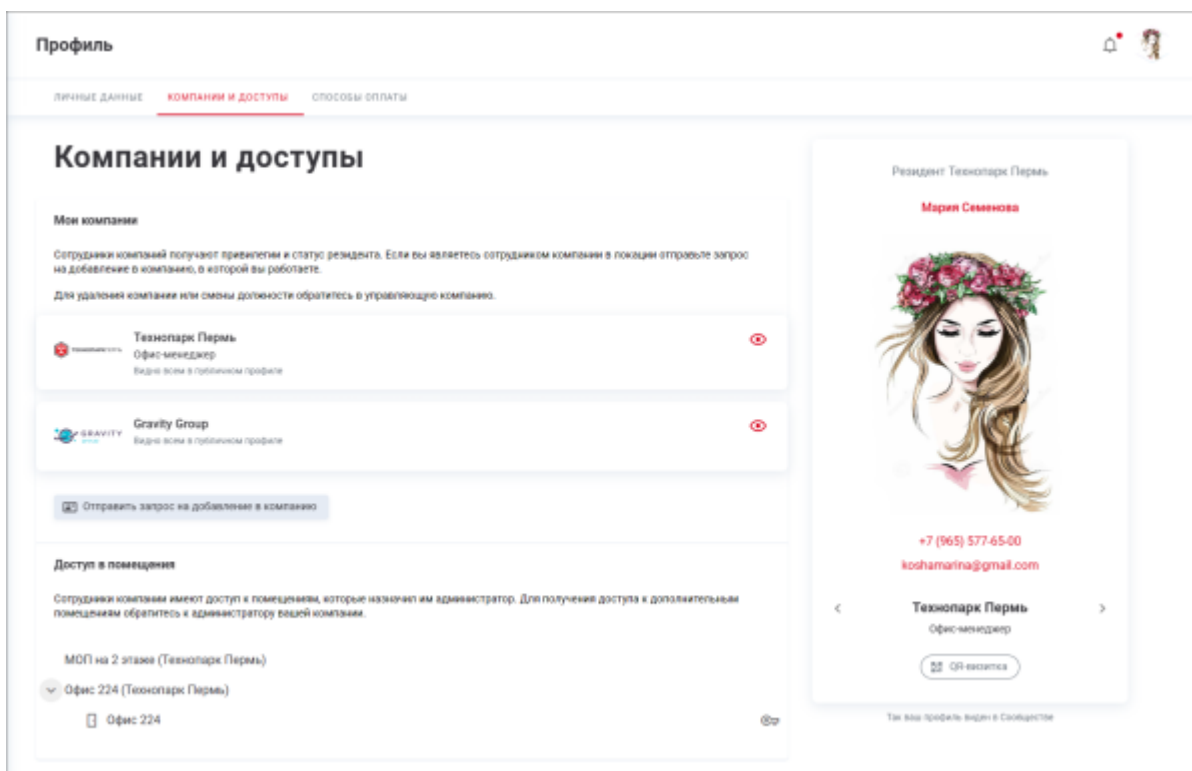 Профиль
ЛИЧНЫЕ ДАННЫЕ
КОМПАНИИ И ДОСТУПЫ
СПОСОБЫ ОПЛАТЫ
Компании и доступы
Мои компании
Сотрудники компаний получают привилегии и статус резидента. Если вы являетесь сотрудником компании в локации отправьте запрос
на добавление в компанию, в которой вы работаете.
Для удаления компании или смены должности обратитесь в управляющую компанию.
Технопарк Пермь
Офис-менеджер
Видно всем в публичном профиле
GRAVITY
Gravity Group
Видно всем в публичном профиле
Отправить запрос на добавление в компанию
Доступ в помещения
Сотрудники компании имеют доступ к помещениям, которые назначил им администратор. Для получения доступа к дополнительным
помещениям обратитесь к администратору вашей компании.
МОП на 2 этаже (Технопарк Пермь)
Офис 224 (Технопарк Пермь)
Офис 224
Резидент Технопарк Пермь
Мария Семенова
+7 (965) 577-65-00
koshamarina@gmail.com
Технопарк Пермь
Офис-менеджер
QR-визитка
Так ваш профиль виден в Сообществе